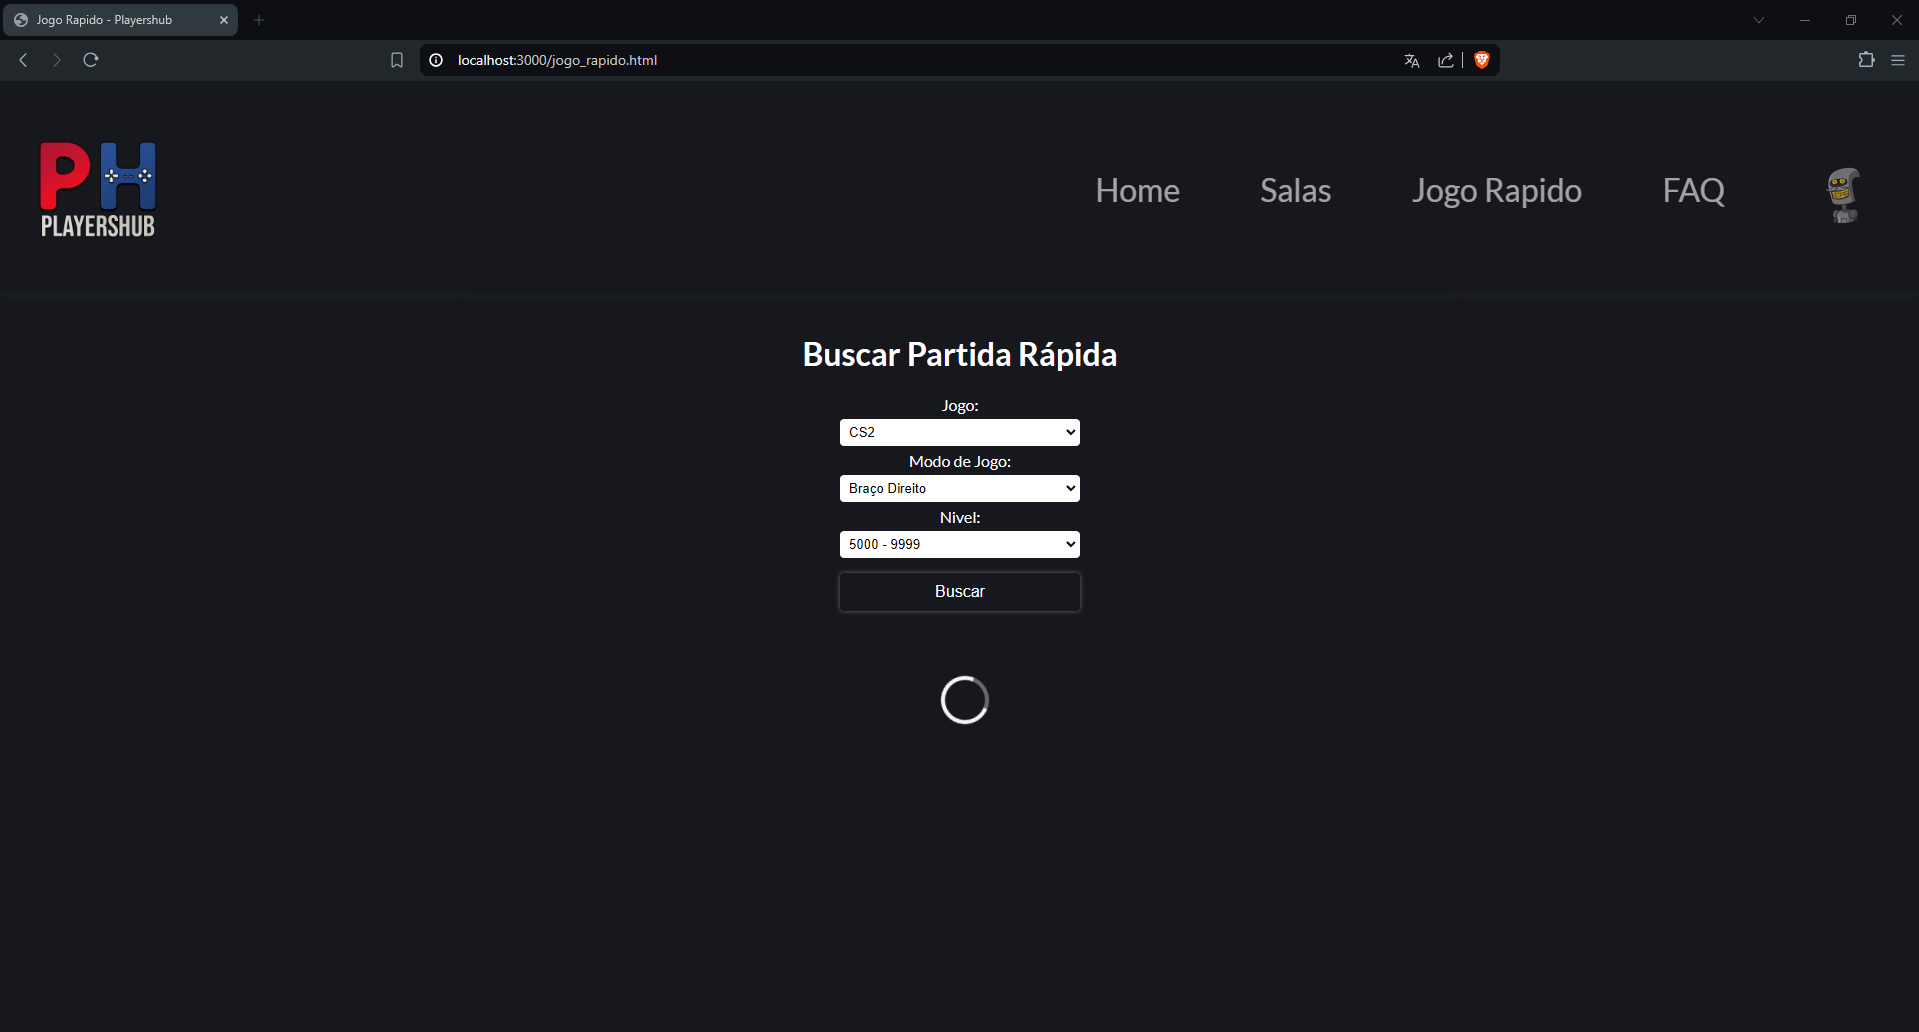 Jogo Rapido - Playershub
localhost:3000/jogo_rapido.html
PH
PLAYERSHUB
Home
Salas
Jogo Rapido
FAQ
Buscar Partida Rápida
Jogo:
CS2
Modo de Jogo:
Braço Direito
Nivel:
5000 - 9999
Buscar